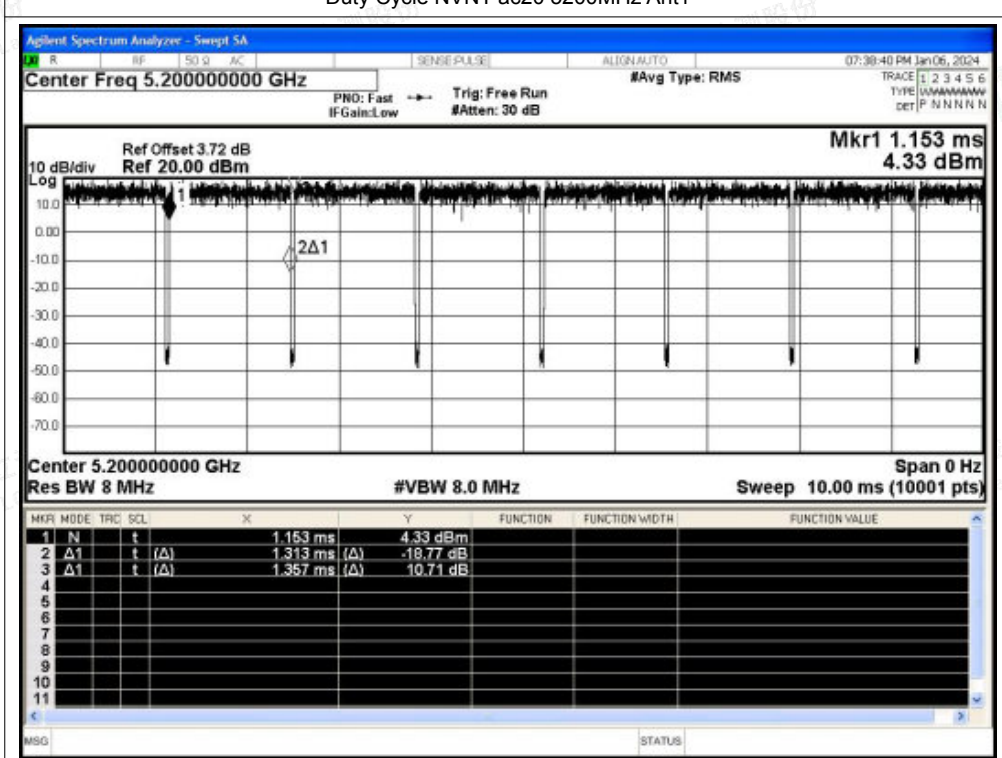 Duty Cycle NVNT ac20 5200MHz Ant1
Agilent Spectrum Analyzer - Swept SA
R RF 50 Ω AC SENSE:PULSE ALIGN AUTO 07:38:40 PM Jan 06, 2024
Center Freq 5.200000000 GHz #Avg Type: RMS TRACE 1 2 3 4 5 6
PNO: Fast Trig: Free Run TYPE
IFGain:Low #Atten: 30 dB DET P N N N N N
Mkr1 1.153 ms
Ref Offset 3.72 dB
10 dB/div Ref 20.00 dBm 4.33 dBm
Log
10.0
0.00
-10.0
-20.0
-30.0
-40.0
-50.0
-60.0
-70.0
1
2Δ1
Center 5.200000000 GHz Span 0 Hz
Res BW 8 MHz #VBW 8.0 MHz Sweep 10.00 ms (10001 pts)
MKR MODE TRC SCL X Y FUNCTION FUNCTION WIDTH FUNCTION VALUE
1 N t 1.153 ms 4.33 dBm
2 Δ1 t (Δ) 1.313 ms (Δ) -18.77 dB
3 Δ1 t (Δ) 1.357 ms (Δ) 10.71 dB
4
5
6
7
8
9
10
11
MSG STATUS